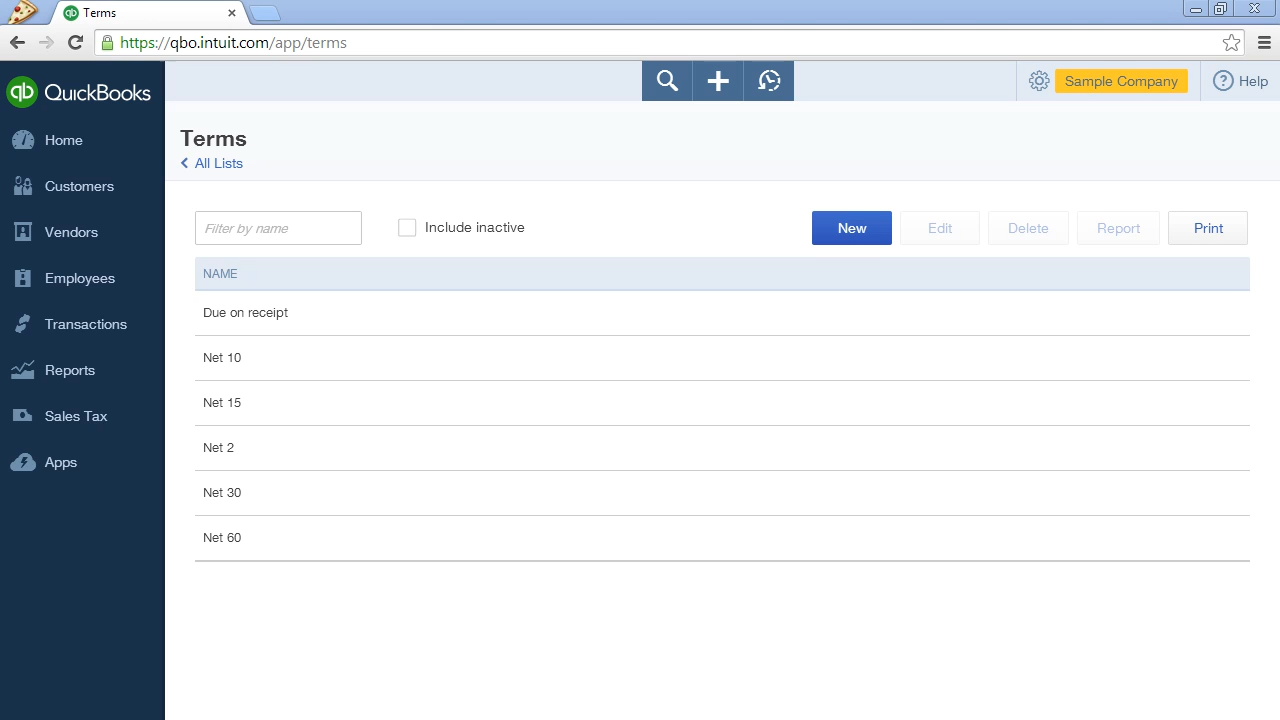 Terms
https://qbo.intuit.com/app/terms
qb QuickBooks
Sample Company
Help
Home
Customers
Vendors
Employees
Transactions
Reports
Sales Tax
Apps
Terms
All Lists
Filter by name
Include inactive
New
Edit
Delete
Report
Print
NAME
Due on receipt
Net 10
Net 15
Net 2
Net 30
Net 60